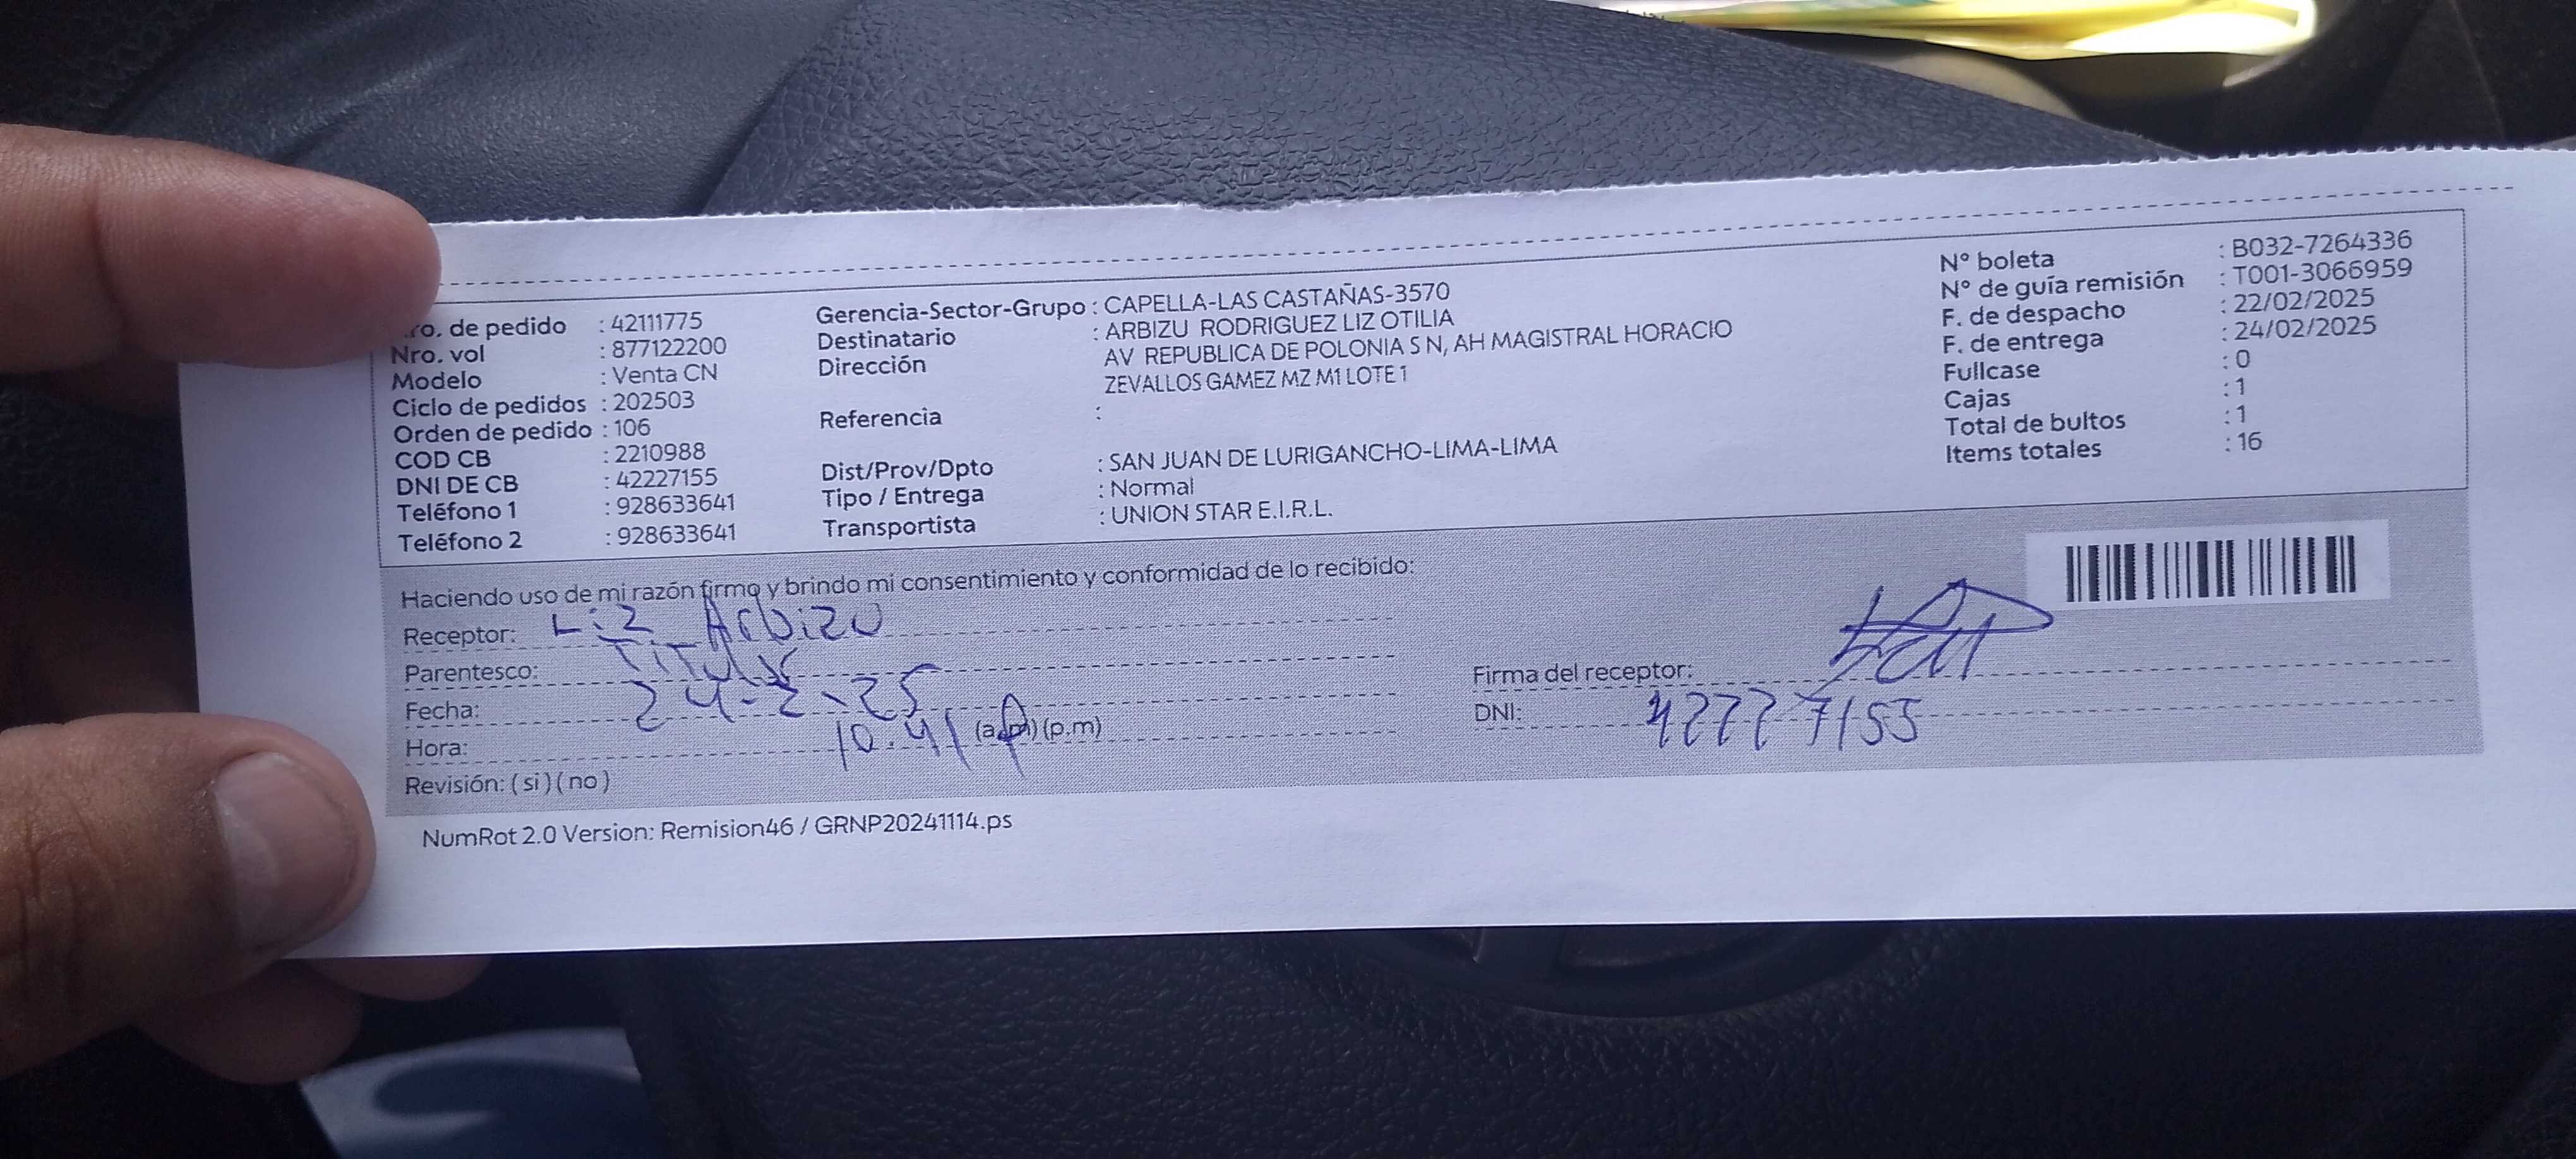 ro. de pedido : 42111775
Nro. vol : 877122200
Modelo : Venta CN
Ciclo de pedidos : 202503
Orden de pedido : 106
COD CB : 2210988
DNI DE CB : 42227155
Teléfono 1 : 928633641
Teléfono 2 : 928633641
Gerencia-Sector-Grupo : CAPELLA-LAS CASTAÑAS-3570
Destinatario : ARBIZU RODRIGUEZ LIZ OTILIA
Dirección AV REPUBLICA DE POLONIA S N, AH MAGISTRAL HORACIO
ZEVALLOS GAMEZ MZ M1 LOTE 1
Referencia :
Dist/Prov/Dpto : SAN JUAN DE LURIGANCHO-LIMA-LIMA
Tipo / Entrega : Normal
Transportista : UNION STAR E.I.R.L.
N° boleta : B032-7264336
N° de guía remisión : T001-3066959
F. de despacho : 22/02/2025
F. de entrega : 24/02/2025
Fullcase : 0
Cajas : 1
Total de bultos : 1
Items totales : 16
Haciendo uso de mi razón firmo y brindo mi consentimiento y conformidad de lo recibido:
Receptor: Liz Arbizu
Parentesco: Titular
Fecha: 24-2-25
Hora: 10.41 (a.m) (p.m)
Revisión: ( si ) ( no )
Firma del receptor:
DNI: 42227155
NumRot 2.0 Version: Remision46 / GRNP20241114.ps